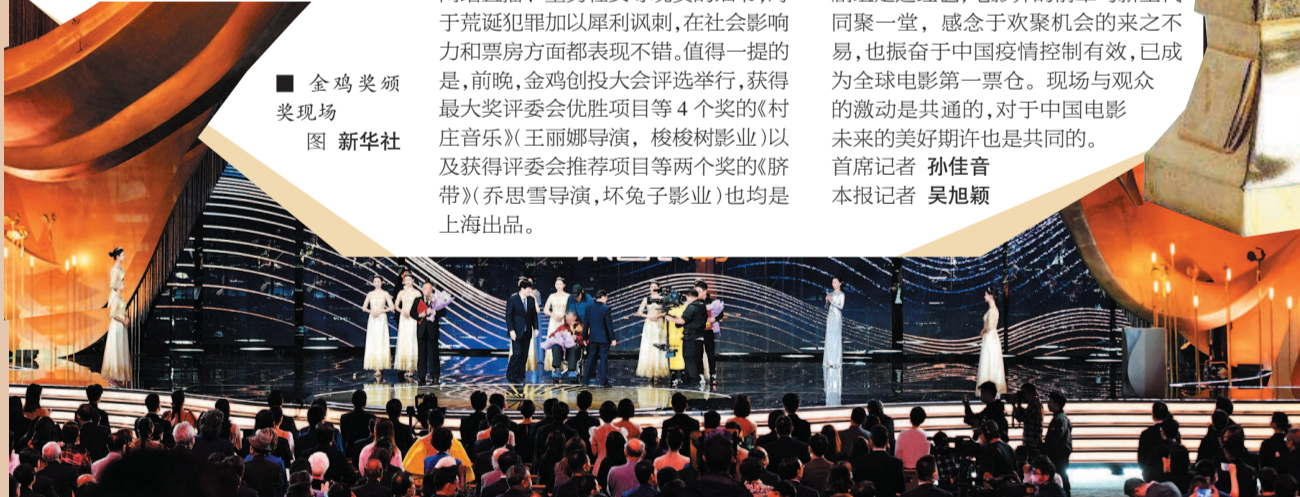 ■ 金鸡奖颁
奖现场
图 新华社
于荒诞犯罪加以犀利讽刺,在社会影响
力和票房方面都表现不错。值得一提的
是,前晚,金鸡创投大会评选举行,获得
最大奖评委会优胜项目等 4 个奖的《村
庄音乐》(王丽娜导演, 梭梭树影业)以
及获得评委会推荐项目等两个奖的《脐
带》(乔思雪导演,坏兔子影业)也均是
上海出品。
同聚一堂, 感念于欢聚机会的来之不
易,也振奋于中国疫情控制有效,已成
为全球电影第一票仓。现场与观众
的激动是共通的,对于中国电影
未来的美好期许也是共同的。
首席记者 孙佳音
本报记者 吴旭颖